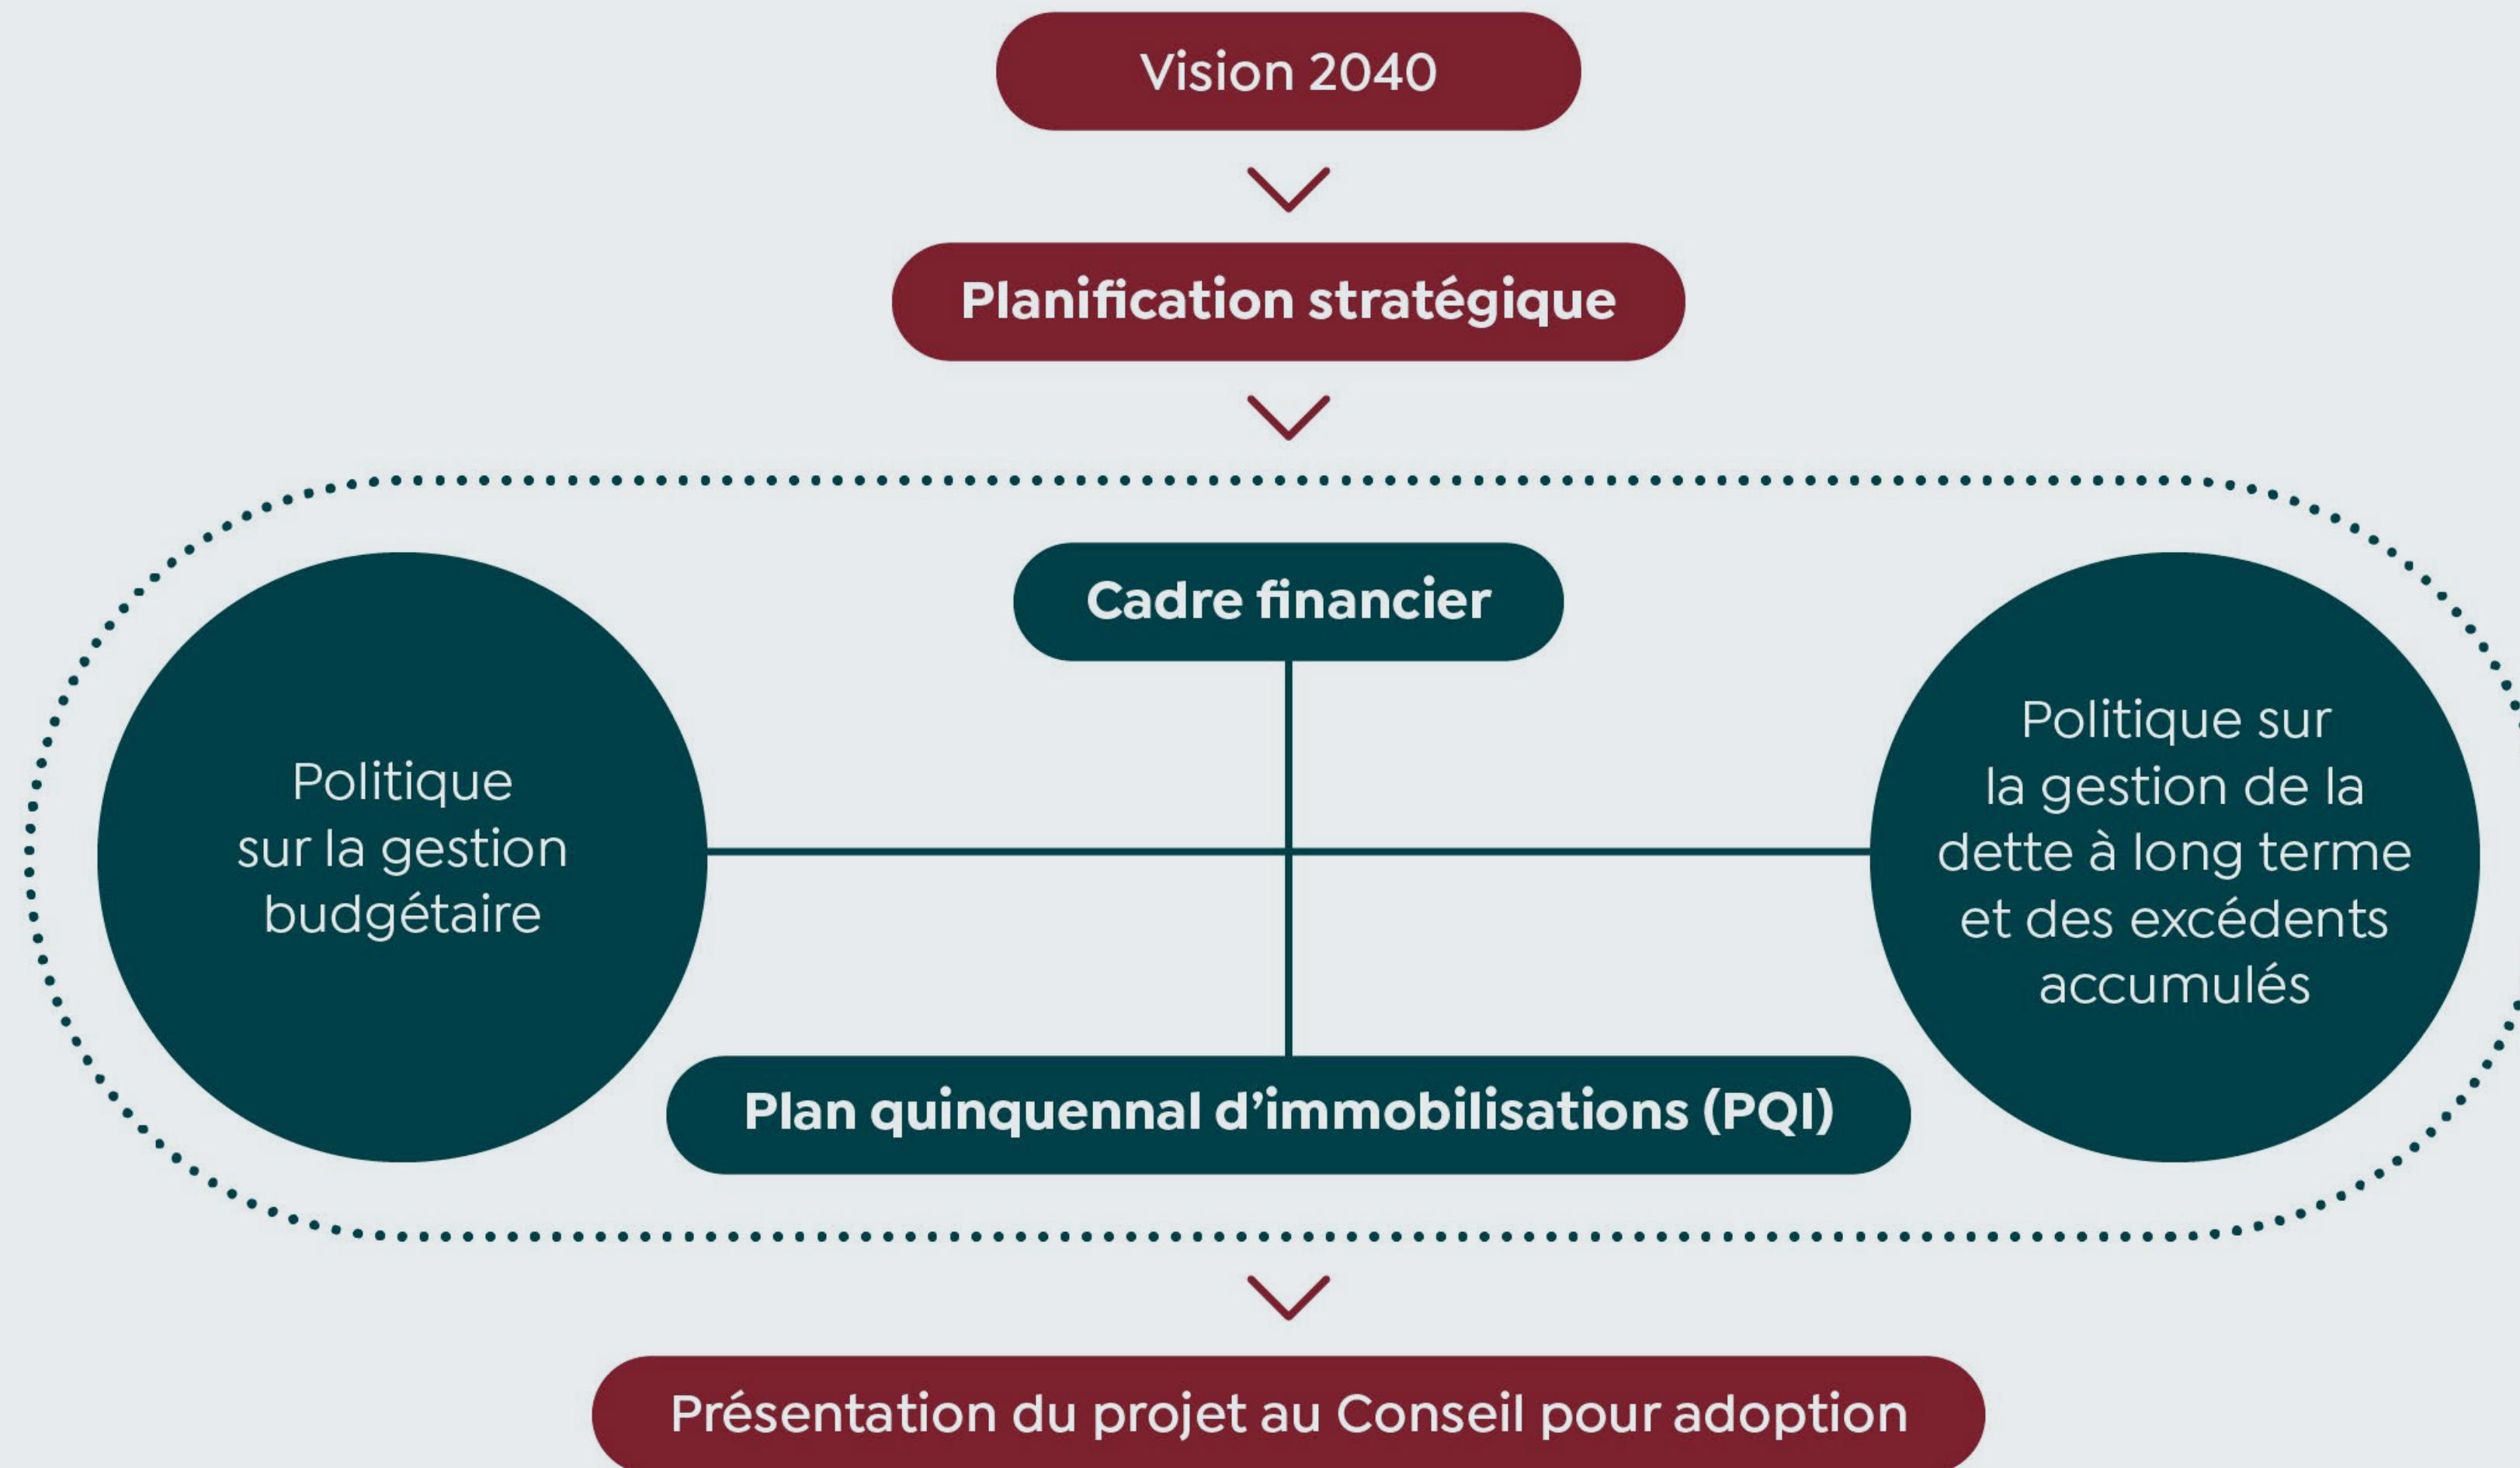 Vision 2040
Planification stratégique
Cadre financier
Politique
sur la gestion
budgétaire
Politique sur
la gestion de la
dette à long terme
et des excédents
accumulés
Plan quinquennal d’immobilisations (PQI)
Présentation du projet au Conseil pour adoption